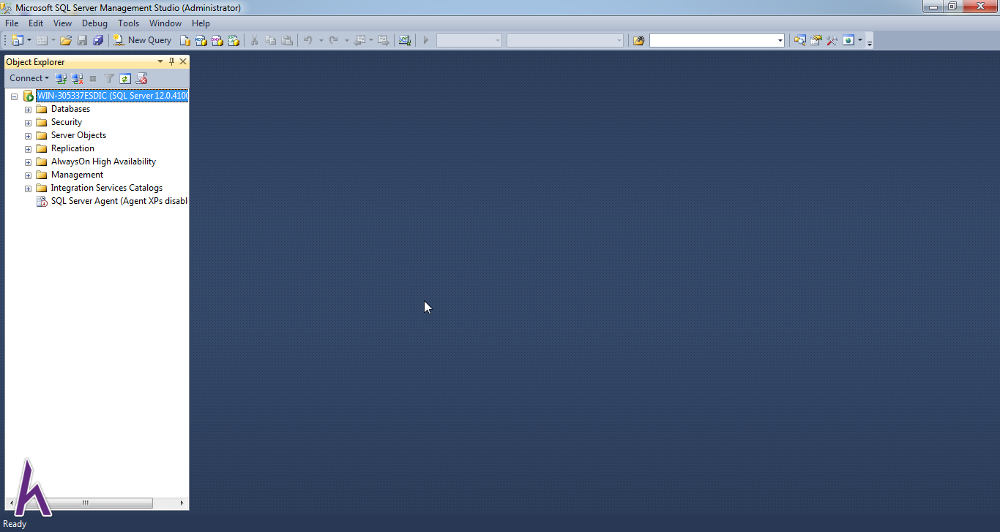 Microsoft SQL Server Management Studio (Administrator)
File Edit View Debug Tools Window Help
New Query
Object Explorer
Connect
WIN-305337ESDIC (SQL Server 12.0.4100
Databases
Security
Server Objects
Replication
AlwaysOn High Availability
Management
Integration Services Catalogs
SQL Server Agent (Agent XPs disabl
Ready